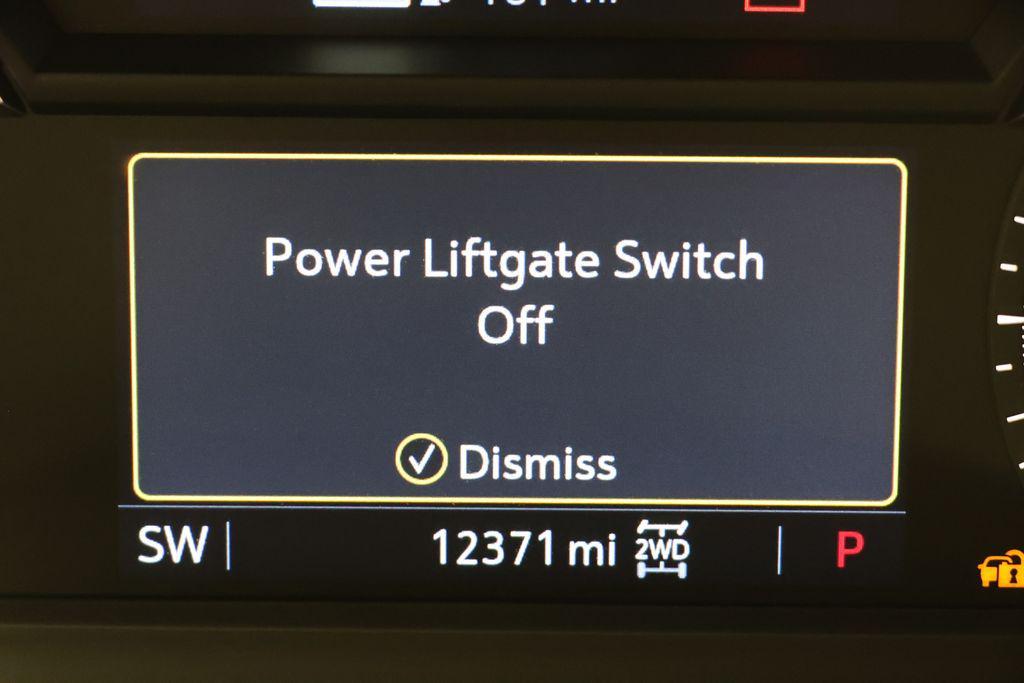 Power Liftgate Switch
Off
Dismiss
SW
12371 mi
2WD
P